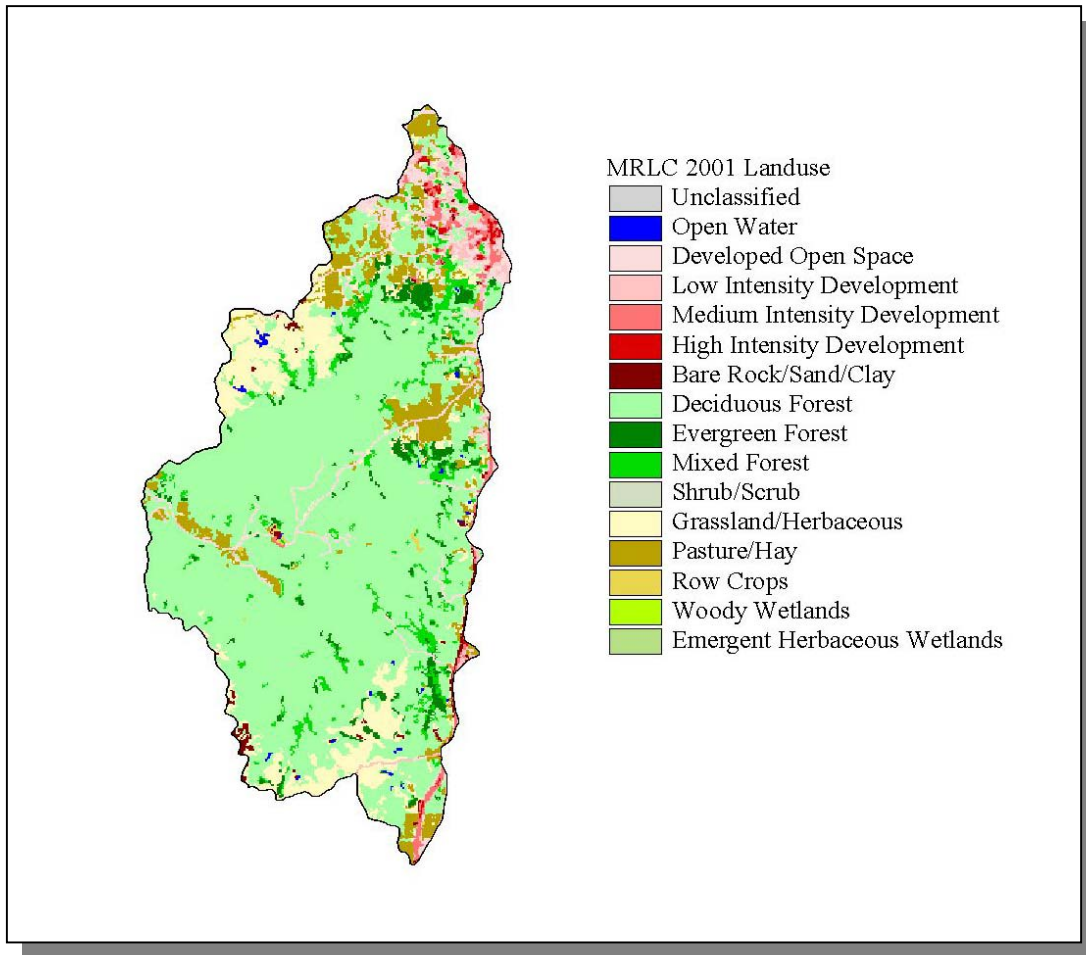 MRLC 2001 Landuse
Unclassified
Open Water
Developed Open Space
Low Intensity Development
Medium Intensity Development
High Intensity Development
Bare Rock/Sand/Clay
Deciduous Forest
Evergreen Forest
Mixed Forest
Shrub/Scrub
Grassland/Herbaceous
Pasture/Hay
Row Crops
Woody Wetlands
Emergent Herbaceous Wetlands